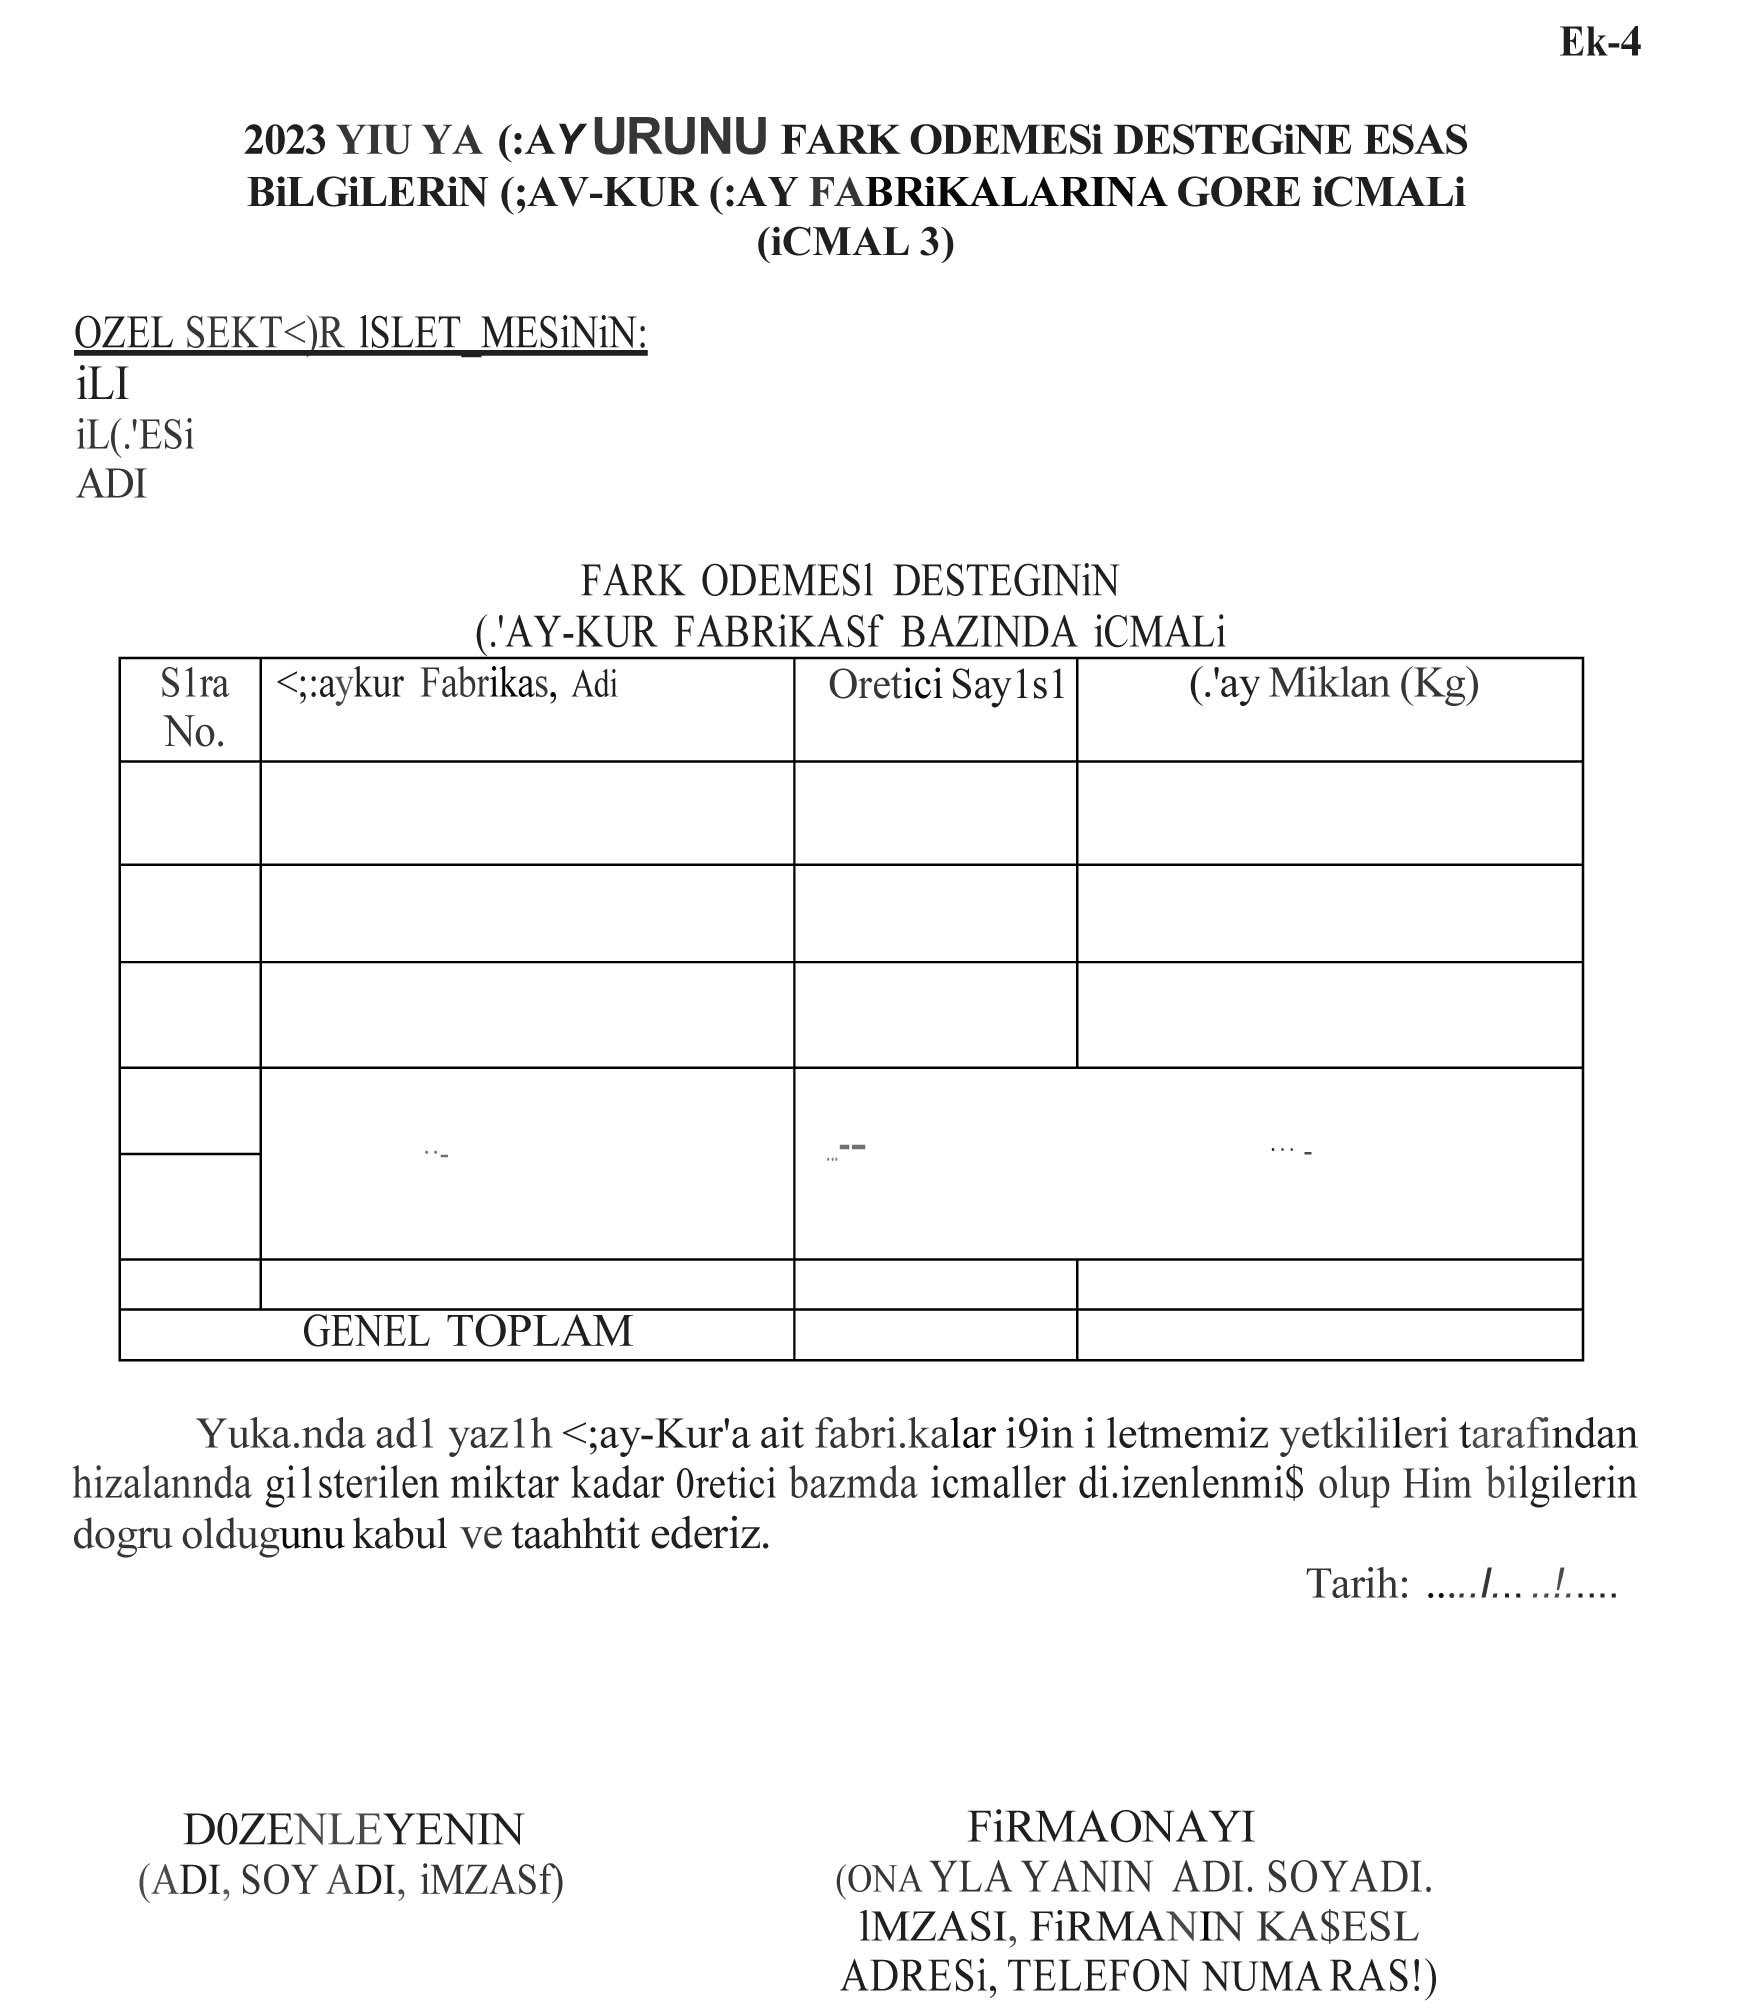 Ek-4
2023 YIU YA (:AY URUNU FARK ODEMESi DESTEGiNE ESAS
BiLGiLERiN (;AV-KUR (:AY FABRiKALARINA GORE iCMALi
(iCMAL 3)
OZEL SEKT<)R lSLET_MESiNiN:
iLI
iL(.'ESi
ADI
FARK ODEMESl DESTEGINiN
(.'AY-KUR FABRiKASf BAZINDA iCMALi
S1ra No. <;:aykur Fabrikas, Adi Oretici Say1s1 (.'ay Miklan (Kg)
. . - ...-- . . . -
GENEL TOPLAM
Yuka.nda ad1 yaz1h <;ay-Kur'a ait fabri.kalar i9in i letmemiz yetkilileri tarafindan
hizalannda gi1sterilen miktar kadar 0retici bazmda icmaller di.izenlenmi$ olup Him bilgilerin
dogru oldugunu kabul ve taahhtit ederiz.
Tarih: ...../... ..!.....
D0ZENLEYENIN
(ADI, SOY ADI, iMZASf)
FiRMAONAYI
(ONA YLA YANIN ADI. SOYADI.
lMZASI, FiRMANIN KA$ESL
ADRESi, TELEFON NUMA RAS!)